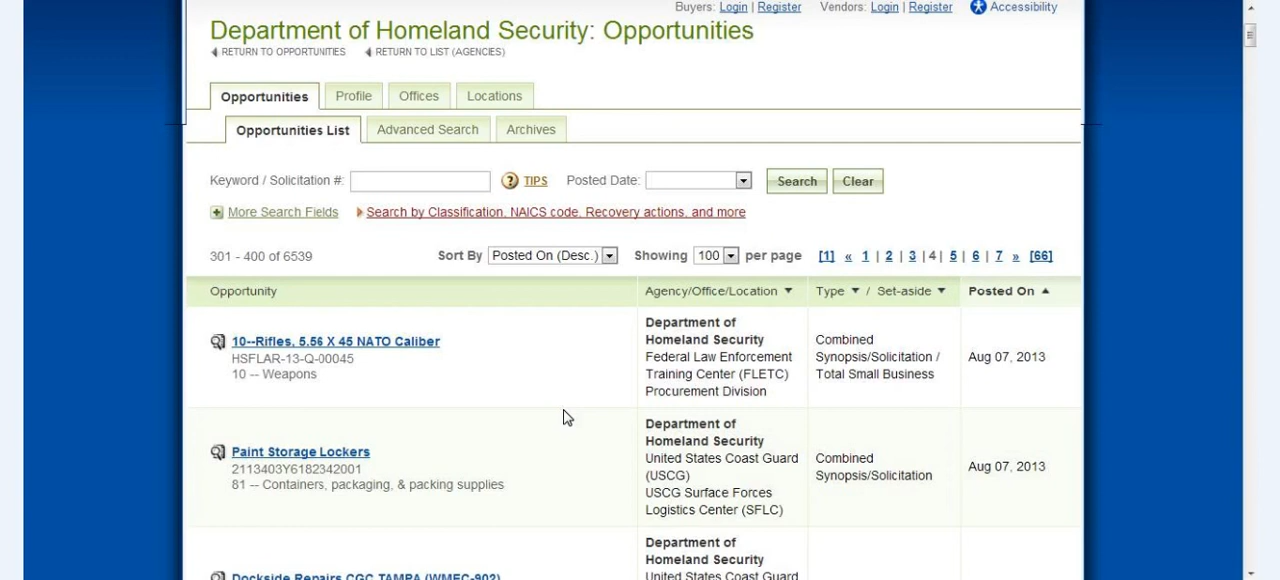 Buyers: Login | Register Vendors: Login | Register Accessibility
Department of Homeland Security: Opportunities
RETURN TO OPPORTUNITIES RETURN TO LIST (AGENCIES)
Opportunities Profile Offices Locations
Opportunities List Advanced Search Archives
Keyword / Solicitation #: TIPS Posted Date: Search Clear
More Search Fields Search by Classification, NAICS code, Recovery actions, and more
301 - 400 of 6539 Sort By Posted On (Desc.) Showing 100 per page [1] « 1 | 2 | 3 | 4 | 5 | 6 | 7 » [66]
Opportunity Agency/Office/Location Type / Set-aside Posted On
10--Rifles, 5.56 X 45 NATO Caliber
HSFLAR-13-Q-00045
10 -- Weapons
Department of
Homeland Security
Federal Law Enforcement
Training Center (FLETC)
Procurement Division
Combined
Synopsis/Solicitation /
Total Small Business
Aug 07, 2013
Paint Storage Lockers
2113403Y6182342001
81 -- Containers, packaging, & packing supplies
Department of
Homeland Security
United States Coast Guard
(USCG)
USCG Surface Forces
Logistics Center (SFLC)
Combined
Synopsis/Solicitation
Aug 07, 2013
Dockside Repairs CGC TAMPA (WMEC-902)
Department of
Homeland Security
United States Coast Guard